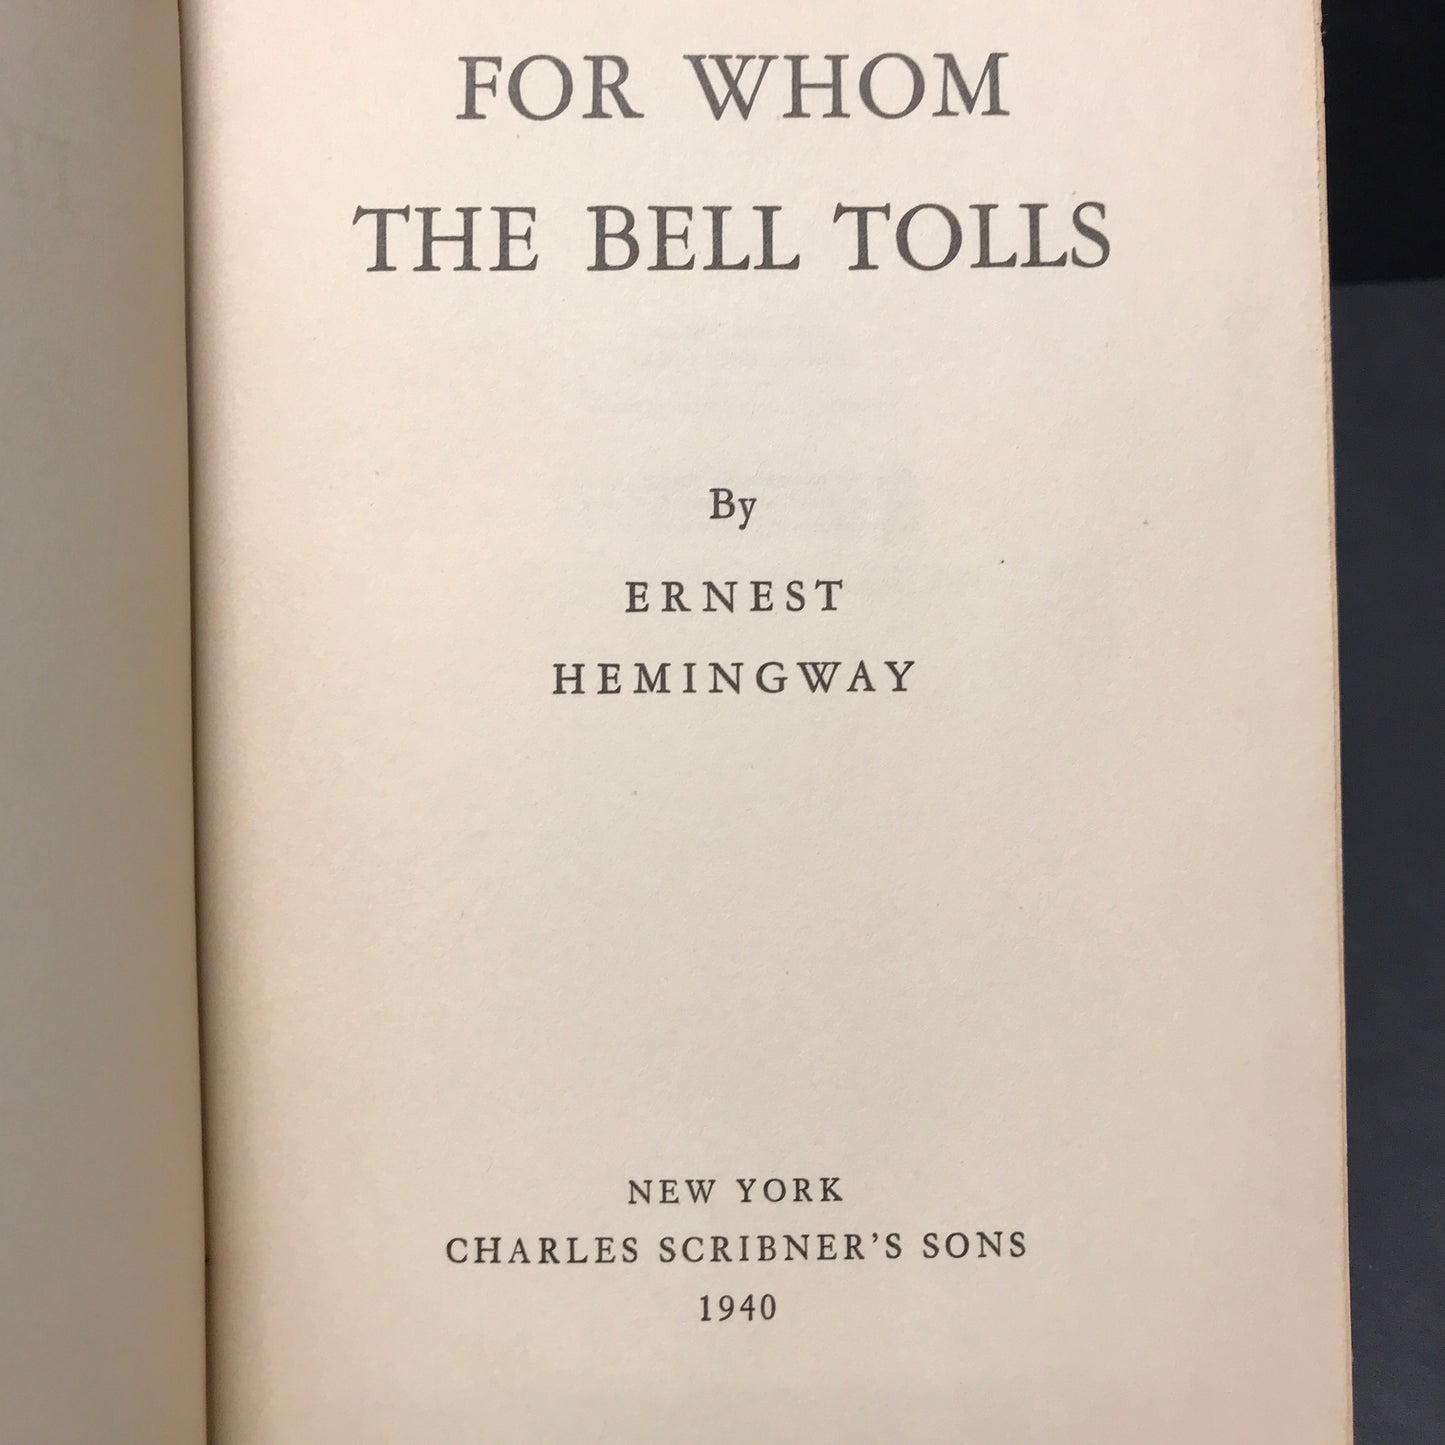 FOR WHOM
THE BELL TOLLS
By
ERNEST
HEMINGWAY
NEW YORK
CHARLES SCRIBNER'S SONS
1940